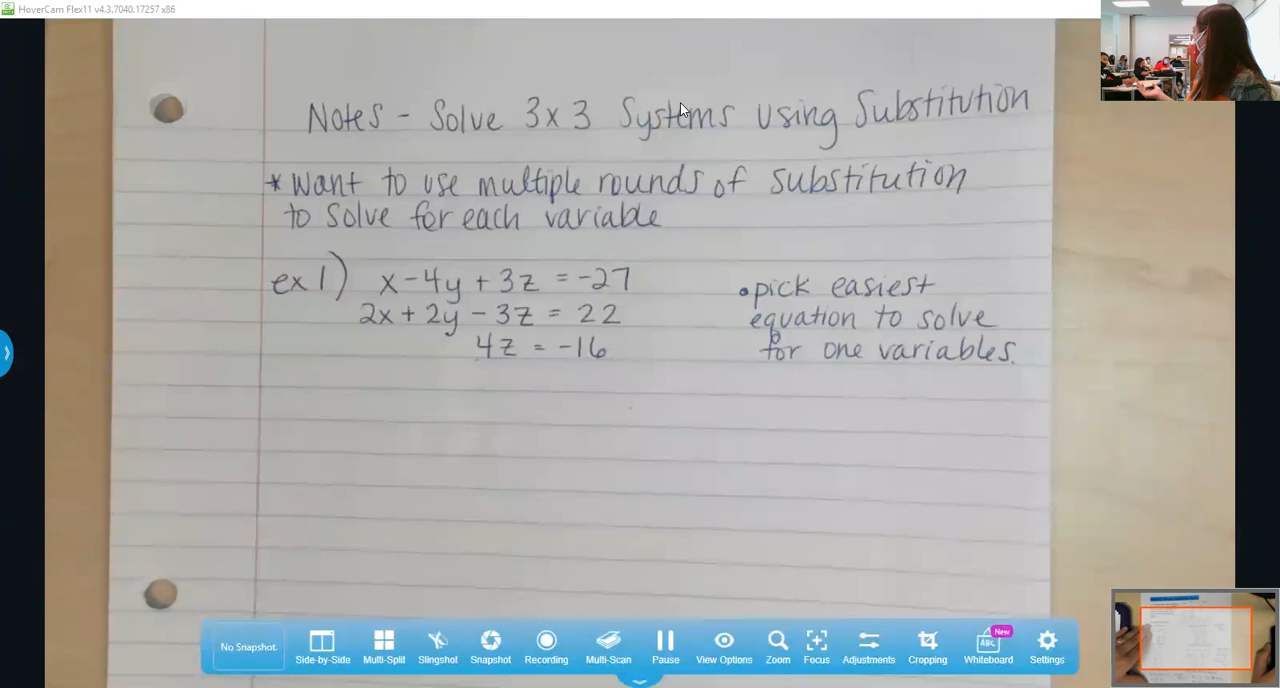 HoverCam Flex11 v4.3.7040.17257 x86
Notes - Solve 3x3 Systems Using Substitution
* Want to use multiple rounds of substitution
to solve for each variable
ex 1) x - 4y + 3z = -27
2x + 2y - 3z = 22
4z = -16
• pick easiest
equation to solve
for one variables.
No Snapshot.
Side-by-Side
Multi-Split
Slingshot
Snapshot
Recording
Multi-Scan
Pause
View Options
Zoom
Focus
Adjustments
Cropping
ABC
New
Whiteboard
Settings